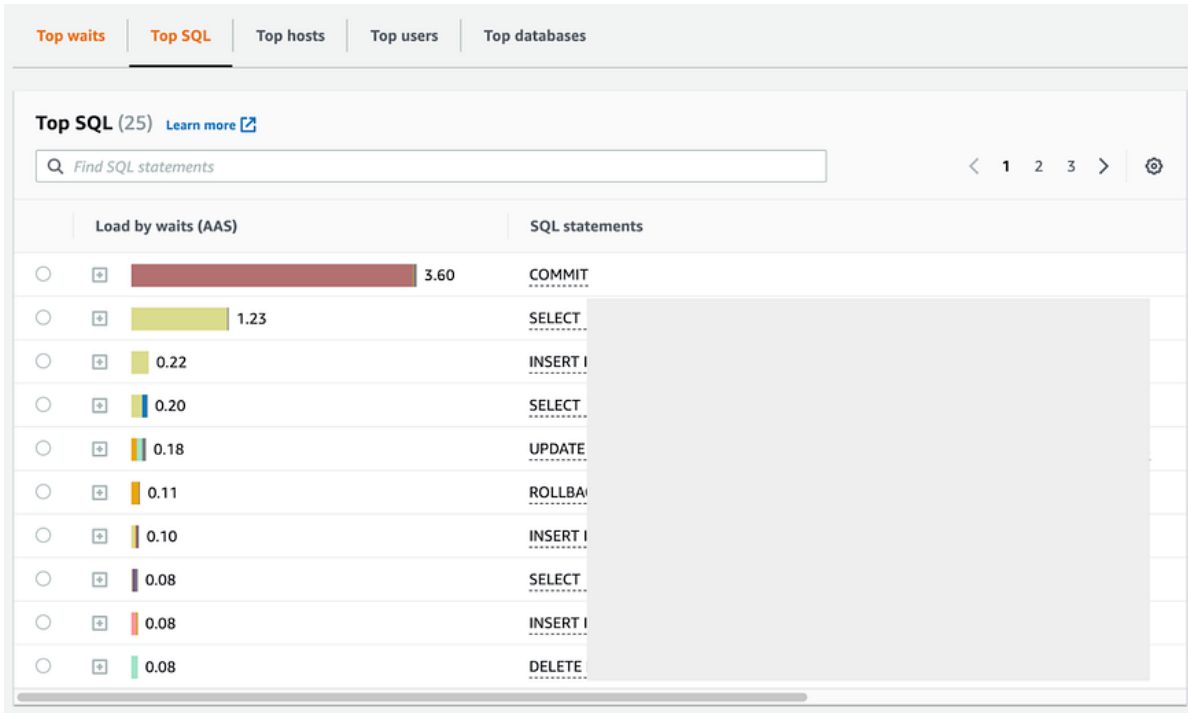 Top waits Top SQL Top hosts Top users Top databases
Top SQL (25) Learn more
Find SQL statements 1 2 3
Load by waits (AAS) SQL statements
3.60 COMMIT
1.23 SELECT
0.22 INSERT I
0.20 SELECT
0.18 UPDATE
0.11 ROLLBA
0.10 INSERT I
0.08 SELECT
0.08 INSERT I
0.08 DELETE